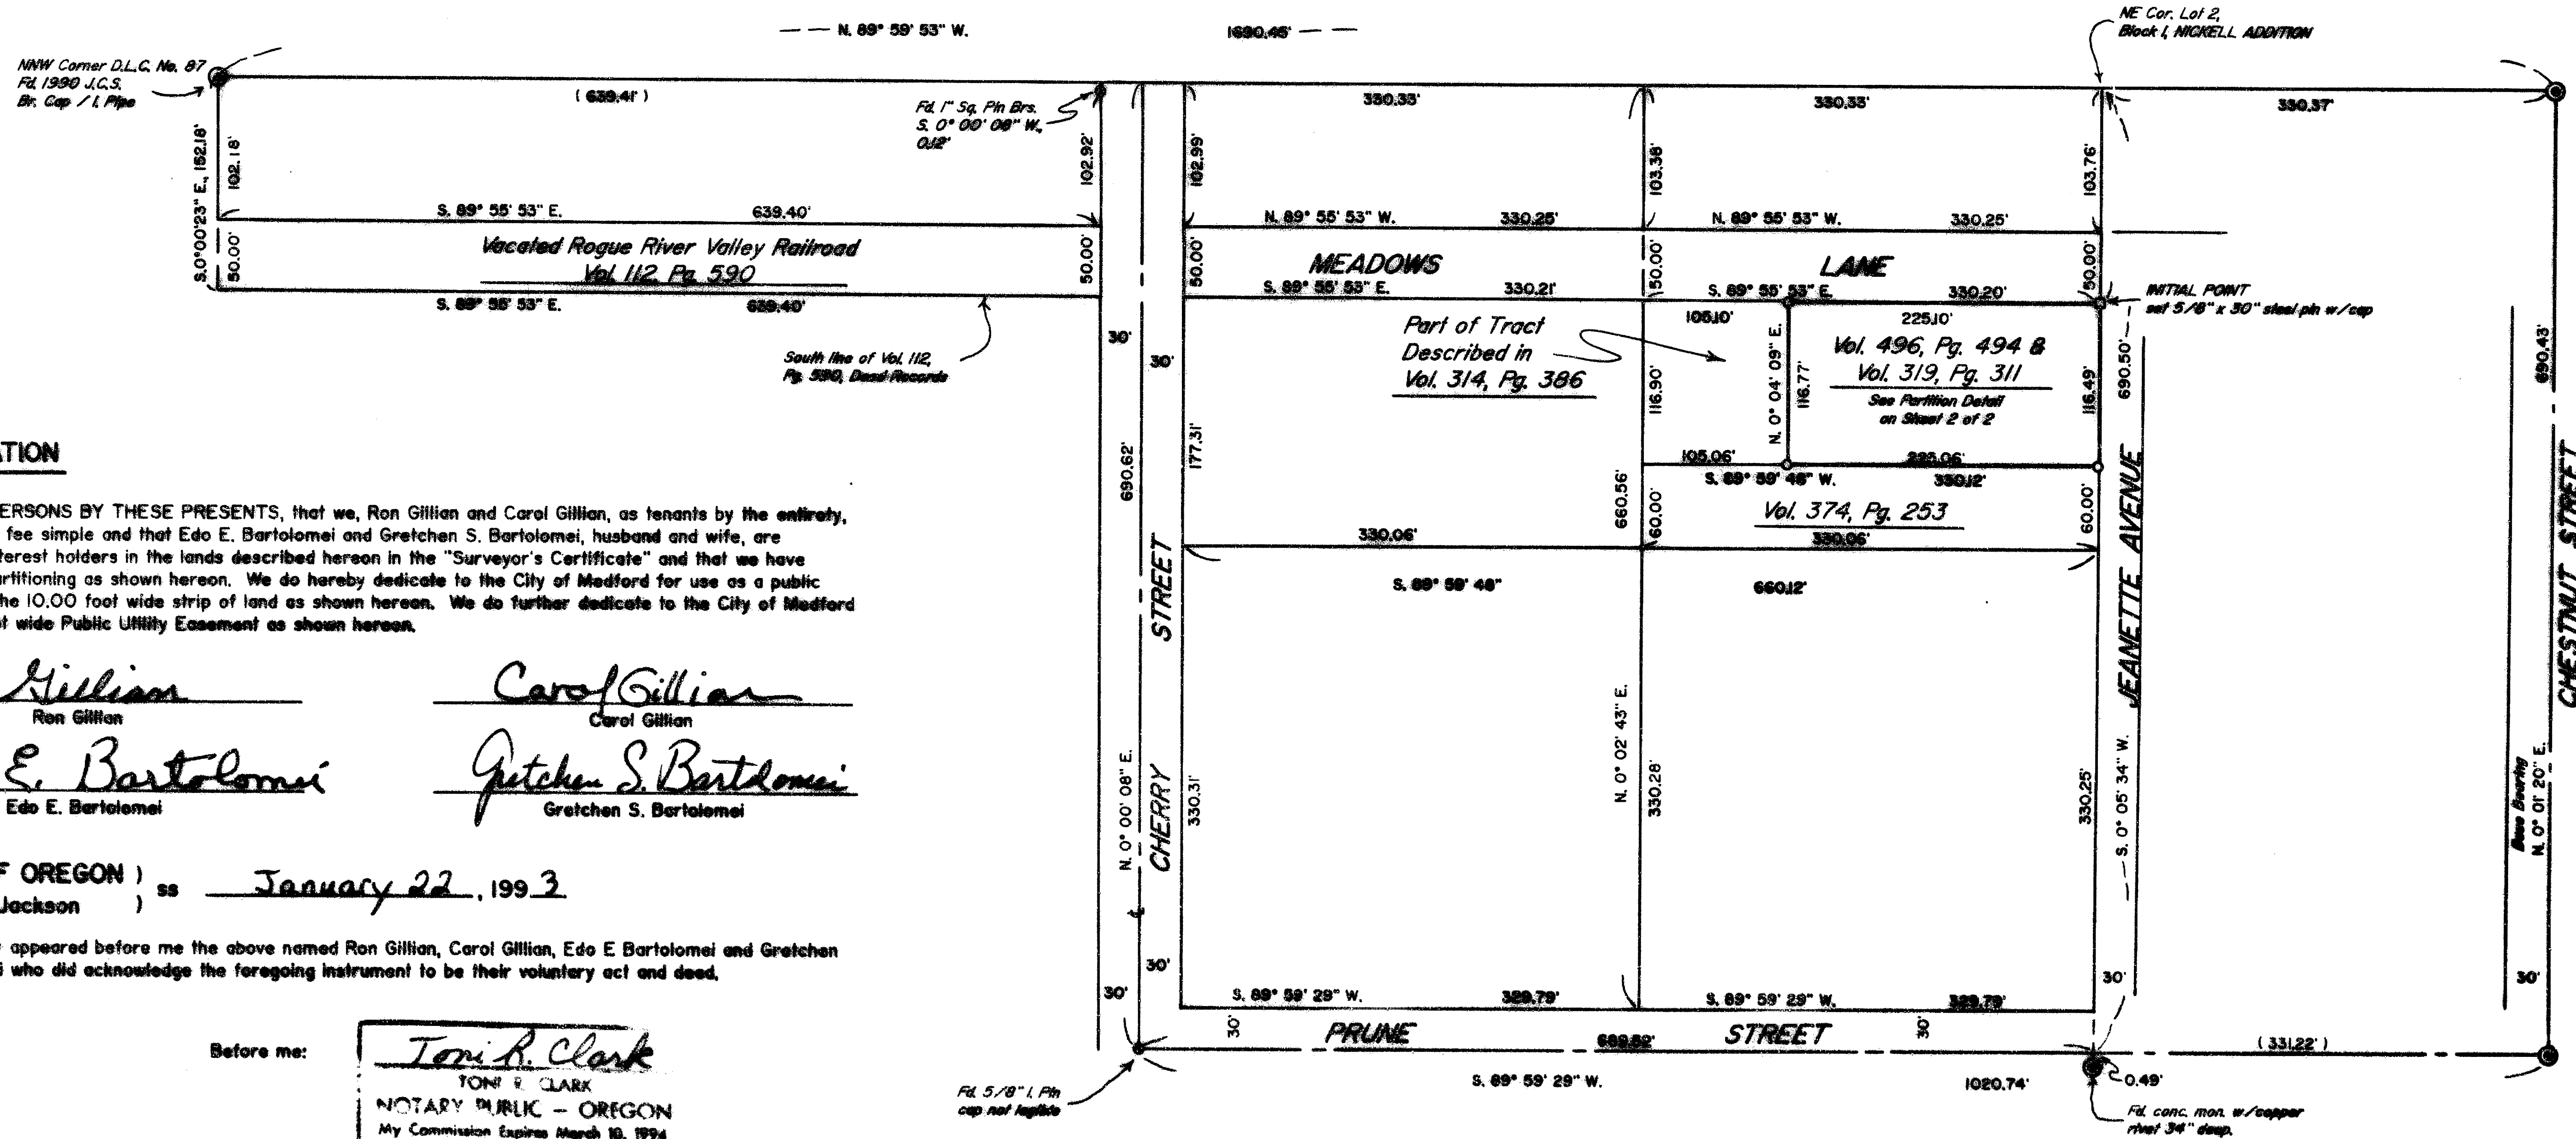 N. 89° 59' 53" W. 1690.46'
NE Cor. Lot 2,
Block 1, NICKELL ADDITION
NNW Corner D.L.C. No. 87
Fd. 1990 J.C.S.
Br. Cap / I. Pipe
( 639.41' )
Fd. 1" Sq. Pin Brs.
S. 0° 00' 08" W.,
0.12'
330.33'
330.33'
330.37'
S.0°00'23" E., 152.18'
102.18'
102.92'
102.99'
103.38'
103.76'
S. 89° 55' 53" E. 639.40'
N. 89° 55' 53" W. 330.25'
N. 89° 55' 53" W. 330.25'
Vacated Rogue River Valley Railroad
Vol. 112, Pg. 590
50.00'
50.00'
50.00'
50.00'
50.00'
MEADOWS LANE
S. 89° 55' 53" E. 639.40'
S. 89° 55' 53" E. 330.21'
S. 89° 55' 53" E. 330.20'
INITIAL POINT
set 5/8" x 30" steel pin w/cap
South line of Vol. 112,
Pg. 590, Deed Records
30'
30'
Part of Tract
Described in
Vol. 314, Pg. 386
105.10'
225.10'
N. 0° 04' 09" E.
116.77'
Vol. 496, Pg. 494 &
Vol. 319, Pg. 311
See Partition Detail
on Sheet 2 of 2
116.90'
116.49'
690.50'
690.43'
177.31'
690.62'
105.06'
225.06'
S. 89° 59' 46" W. 330.12'
660.56'
60.00'
Vol. 374, Pg. 253
60.00'
330.06'
330.06'
S. 89° 59' 46" 660.12'
ATION
ERSONS BY THESE PRESENTS, that we, Ron Gillian and Carol Gillian, as tenants by the entirety,
fee simple and that Edo E. Bartolomei and Gretchen S. Bartolomei, husband and wife, are
terest holders in the lands described hereon in the "Surveyor's Certificate" and that we have
artitioning as shown hereon. We do hereby dedicate to the City of Medford for use as a public
he 10.00 foot wide strip of land as shown hereon. We do further dedicate to the City of Medford
t wide Public Utility Easement as shown hereon.
Gillian
Ron Gillian
Carol Gillian
Carol Gillian
E. Bartolomei
Edo E. Bartolomei
Gretchen S. Bartolomei
Gretchen S. Bartolomei
F OREGON )
Jackson )
ss January 22, 1993
appeared before me the above named Ron Gillian, Carol Gillian, Edo E Bartolomei and Gretchen
i who did acknowledge the foregoing instrument to be their voluntary act and deed.
Before me:
Toni R. Clark
TONI R. CLARK
NOTARY PUBLIC – OREGON
My Commission Expires March 10, 1994
CHERRY STREET
N. 0° 00' 08" E.
330.31'
N. 0° 02' 43" E.
330.28'
330.25'
S. 0° 05' 34" W.
JEANETTE AVENUE
CHESTNUT STREET
Base Bearing
N. 0° 01' 20" E.
30'
30'
30'
30'
S. 89° 59' 29" W. 329.79'
S. 89° 59' 29" W. 329.79'
30'
PRUNE STREET
30'
689.52'
( 331.22' )
S. 89° 59' 29" W. 1020.74'
0.49'
Fd. 5/8" I. Pin
cap not legible
Fd. conc. mon. w/copper
rivet 34" deep.